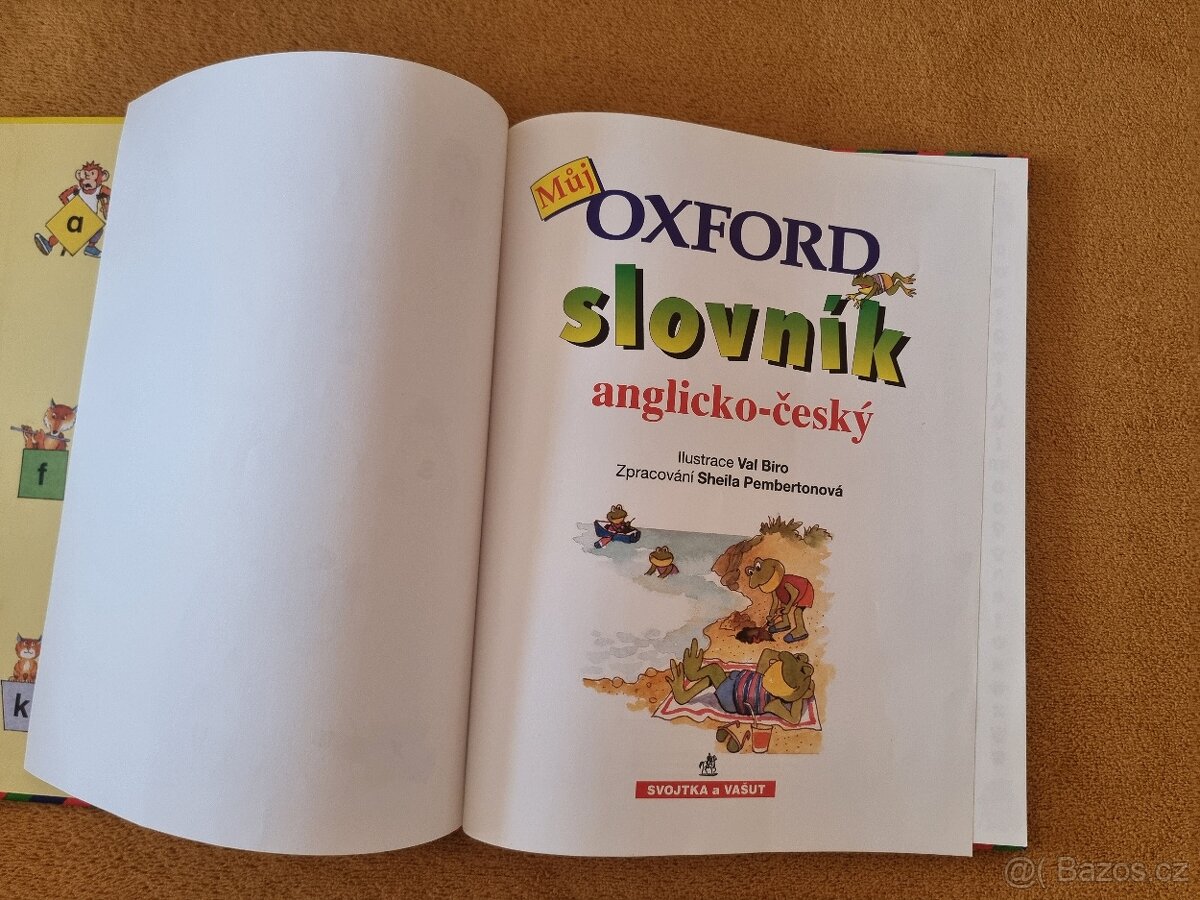 a
f
k
Můj
OXFORD
slovník
anglicko-český
Ilustrace Val Biro
Zpracování Sheila Pembertonová
SVOJTKA a VAŠUT
@( Bazos.cz